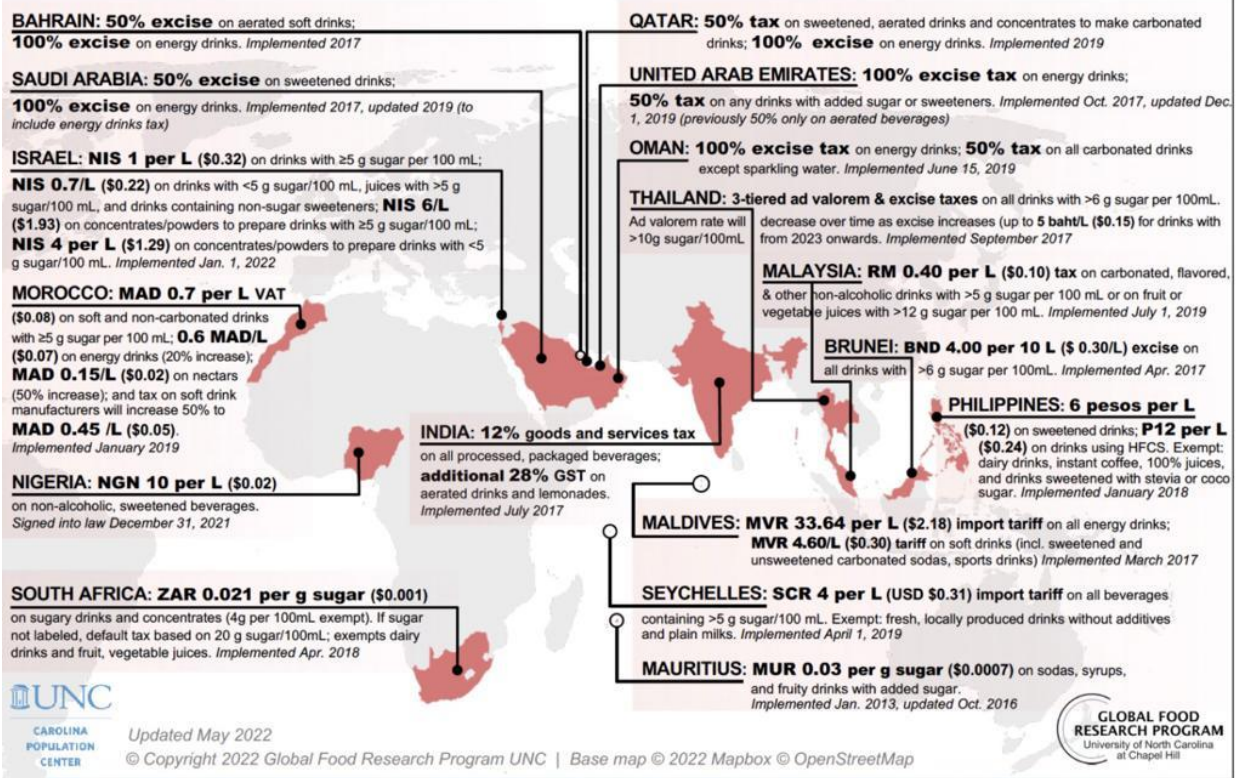 BAHRAIN: 50% excise on aerated soft drinks;
100% excise on energy drinks. Implemented 2017
SAUDI ARABIA: 50% excise on sweetened drinks;
100% excise on energy drinks. Implemented 2017, updated 2019 (to
include energy drinks tax)
ISRAEL: NIS 1 per L ($0.32) on drinks with ≥5 g sugar per 100 mL;
NIS 0.7/L ($0.22) on drinks with <5 g sugar/100 mL, juices with >5 g
sugar/100 mL, and drinks containing non-sugar sweeteners; NIS 6/L
($1.93) on concentrates/powders to prepare drinks with ≥5 g sugar/100 mL;
NIS 4 per L ($1.29) on concentrates/powders to prepare drinks with <5
g sugar/100 mL. Implemented Jan. 1, 2022
MOROCCO: MAD 0.7 per L VAT
($0.08) on soft and non-carbonated drinks
with ≥5 g sugar per 100 mL; 0.6 MAD/L
($0.07) on energy drinks (20% increase);
MAD 0.15/L ($0.02) on nectars
(50% increase); and tax on soft drink
manufacturers will increase 50% to
MAD 0.45 /L ($0.05).
Implemented January 2019
NIGERIA: NGN 10 per L ($0.02)
on non-alcoholic, sweetened beverages.
Signed into law December 31, 2021
SOUTH AFRICA: ZAR 0.021 per g sugar ($0.001)
on sugary drinks and concentrates (4g per 100mL exempt). If sugar
not labeled, default tax based on 20 g sugar/100mL; exempts dairy
drinks and fruit, vegetable juices. Implemented Apr. 2018
INDIA: 12% goods and services tax
on all processed, packaged beverages;
additional 28% GST on
aerated drinks and lemonades.
Implemented July 2017
QATAR: 50% tax on sweetened, aerated drinks and concentrates to make carbonated
drinks; 100% excise on energy drinks. Implemented 2019
UNITED ARAB EMIRATES: 100% excise tax on energy drinks;
50% tax on any drinks with added sugar or sweeteners. Implemented Oct. 2017, updated Dec.
1, 2019 (previously 50% only on aerated beverages)
OMAN: 100% excise tax on energy drinks; 50% tax on all carbonated drinks
except sparkling water. Implemented June 15, 2019
THAILAND: 3-tiered ad valorem & excise taxes on all drinks with >6 g sugar per 100mL.
Ad valorem rate will decrease over time as excise increases (up to 5 baht/L ($0.15) for drinks with
>10g sugar/100mL from 2023 onwards. Implemented September 2017
MALAYSIA: RM 0.40 per L ($0.10) tax on carbonated, flavored,
& other non-alcoholic drinks with >5 g sugar per 100 mL or on fruit or
vegetable juices with >12 g sugar per 100 mL. Implemented July 1, 2019
BRUNEI: BND 4.00 per 10 L ($ 0.30/L) excise on
all drinks with >6 g sugar per 100mL. Implemented Apr. 2017
PHILIPPINES: 6 pesos per L
($0.12) on sweetened drinks; P12 per L
($0.24) on drinks using HFCS. Exempt:
dairy drinks, instant coffee, 100% juices,
and drinks sweetened with stevia or coco
sugar. Implemented January 2018
MALDIVES: MVR 33.64 per L ($2.18) import tariff on all energy drinks;
MVR 4.60/L ($0.30) tariff on soft drinks (incl. sweetened and
unsweetened carbonated sodas, sports drinks) Implemented March 2017
SEYCHELLES: SCR 4 per L (USD $0.31) import tariff on all beverages
containing >5 g sugar/100 mL. Exempt: fresh, locally produced drinks without additives
and plain milks. Implemented April 1, 2019
MAURITIUS: MUR 0.03 per g sugar ($0.0007) on sodas, syrups,
and fruity drinks with added sugar.
Implemented Jan. 2013, updated Oct. 2016
UNC
CAROLINA
POPULATION
CENTER
Updated May 2022
© Copyright 2022 Global Food Research Program UNC | Base map © 2022 Mapbox © OpenStreetMap
GLOBAL FOOD
RESEARCH PROGRAM
University of North Carolina
at Chapel Hill